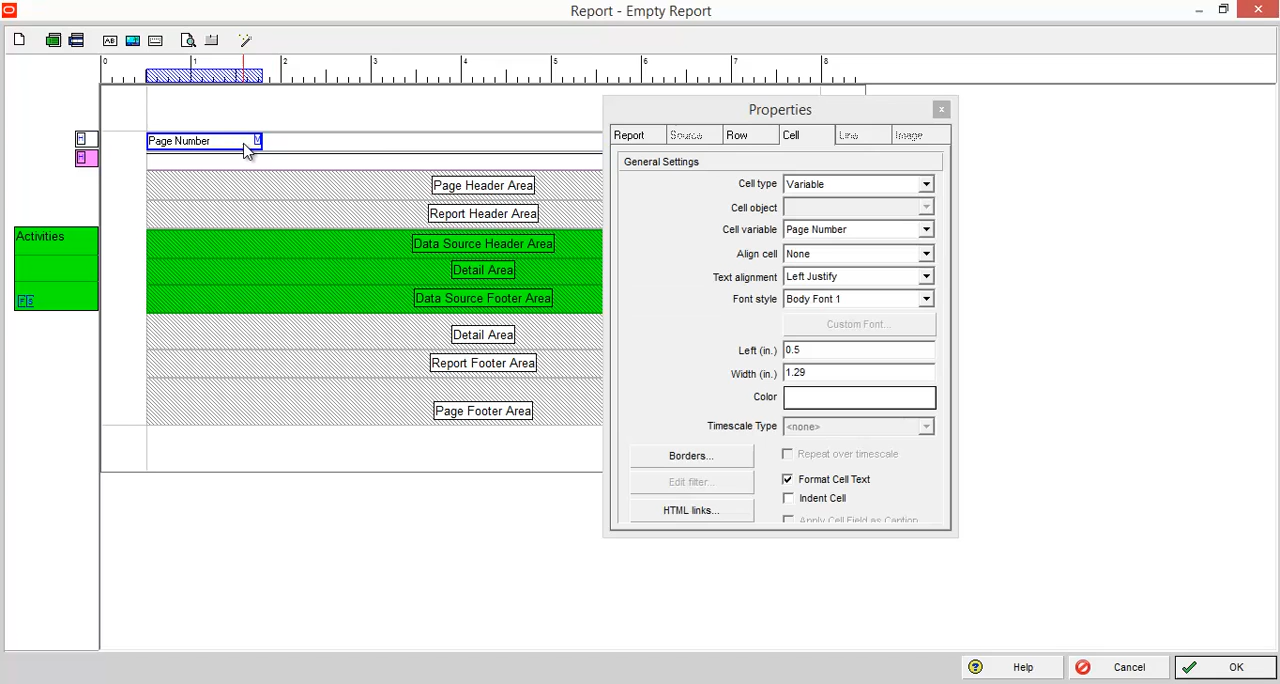 Report - Empty Report
0 1 2 3 4 5 6 7 8
Page Number
Page Header Area
Report Header Area
Activities
Data Source Header Area
Detail Area
Data Source Footer Area
Detail Area
Report Footer Area
Page Footer Area
Properties
Report Source Row Cell Line Image
General Settings
Cell type Variable
Cell object
Cell variable Page Number
Align cell None
Text alignment Left Justify
Font style Body Font 1
Custom Font...
Left (in.) 0.5
Width (in.) 1.29
Color
Timescale Type <none>
Borders... Repeat over timescale
Edit filter... Format Cell Text
Indent Cell
HTML links... Apply Cell Field as Caption
Help Cancel OK